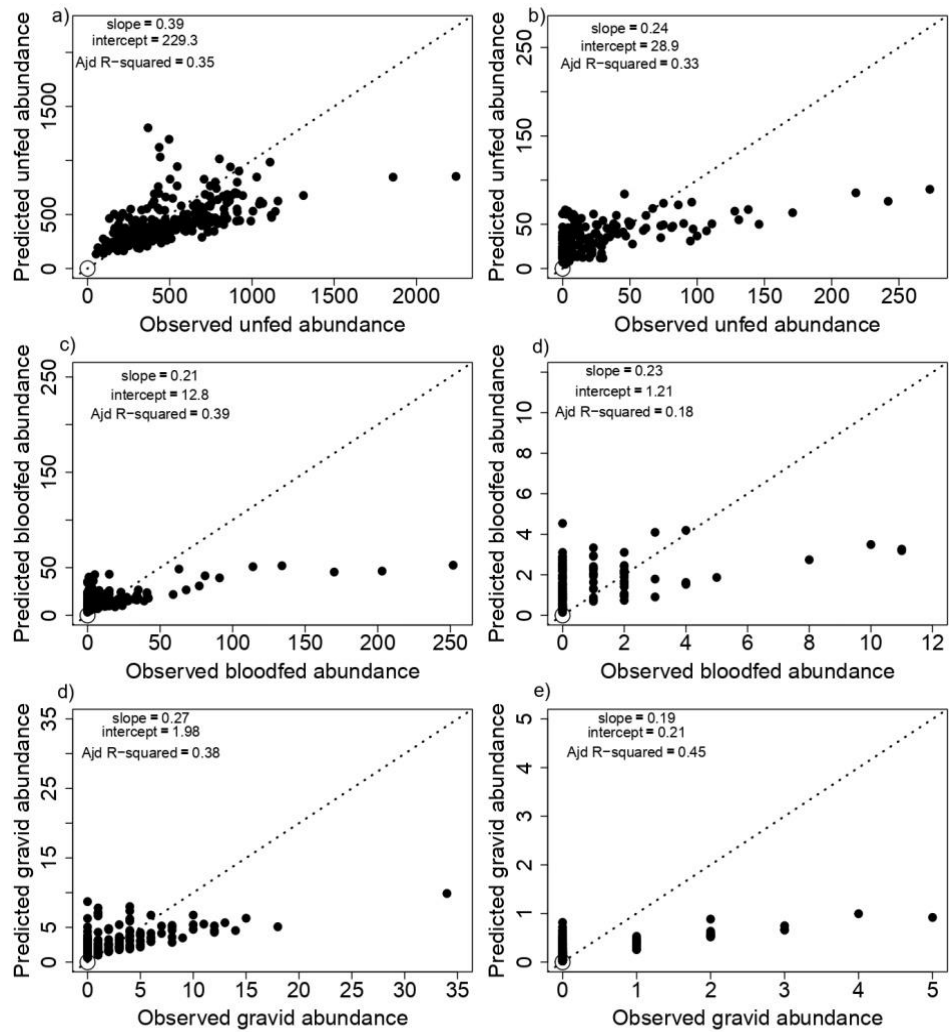 a)
slope = 0.39
intercept = 229.3
Ajd R-squared = 0.35
Predicted unfed abundance
0 500 1500
0 500 1000 1500 2000
Observed unfed abundance
b)
slope = 0.24
intercept = 28.9
Ajd R-squared = 0.33
Predicted unfed abundance
0 50 150 250
0 50 100 150 200 250
Observed unfed abundance
c)
slope = 0.21
intercept = 12.8
Ajd R-squared = 0.39
Predicted bloodfed abundance
0 50 150 250
0 50 100 150 200 250
Observed bloodfed abundance
d)
slope = 0.23
intercept = 1.21
Ajd R-squared = 0.18
Predicted bloodfed abundance
0 2 4 6 8 10
0 2 4 6 8 10 12
Observed bloodfed abundance
d)
slope = 0.27
intercept = 1.98
Ajd R-squared = 0.38
Predicted gravid abundance
0 5 15 25 35
0 5 10 15 20 25 30 35
Observed gravid abundance
e)
slope = 0.19
intercept = 0.21
Ajd R-squared = 0.45
Predicted gravid abundance
0 1 2 3 4 5
0 1 2 3 4 5
Observed gravid abundance